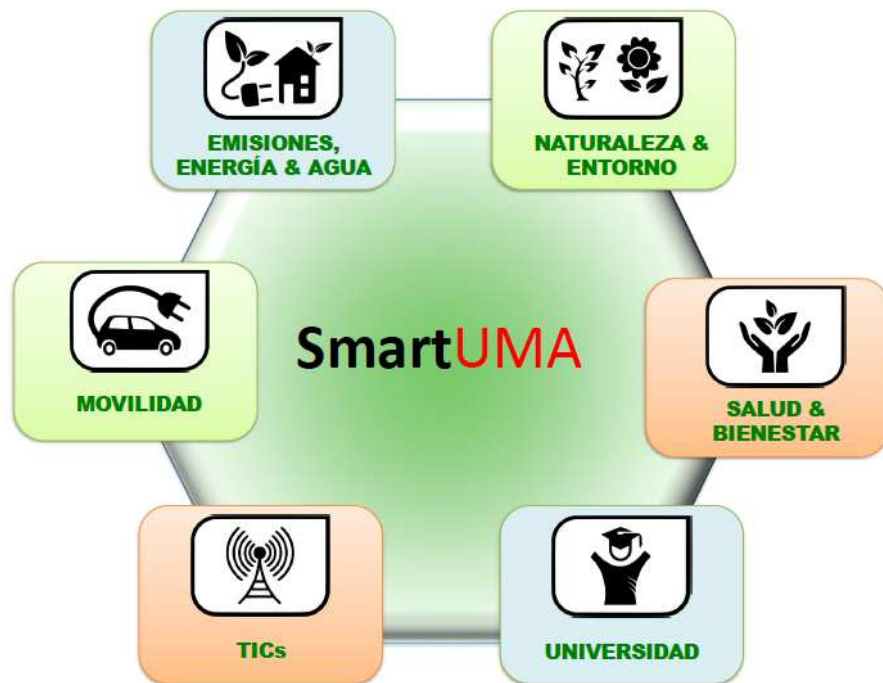 EMISIONES,
ENERGÍA & AGUA
NATURALEZA &
ENTORNO
MOVILIDAD
SmartUMA
SALUD &
BIENESTAR
TICs
UNIVERSIDAD